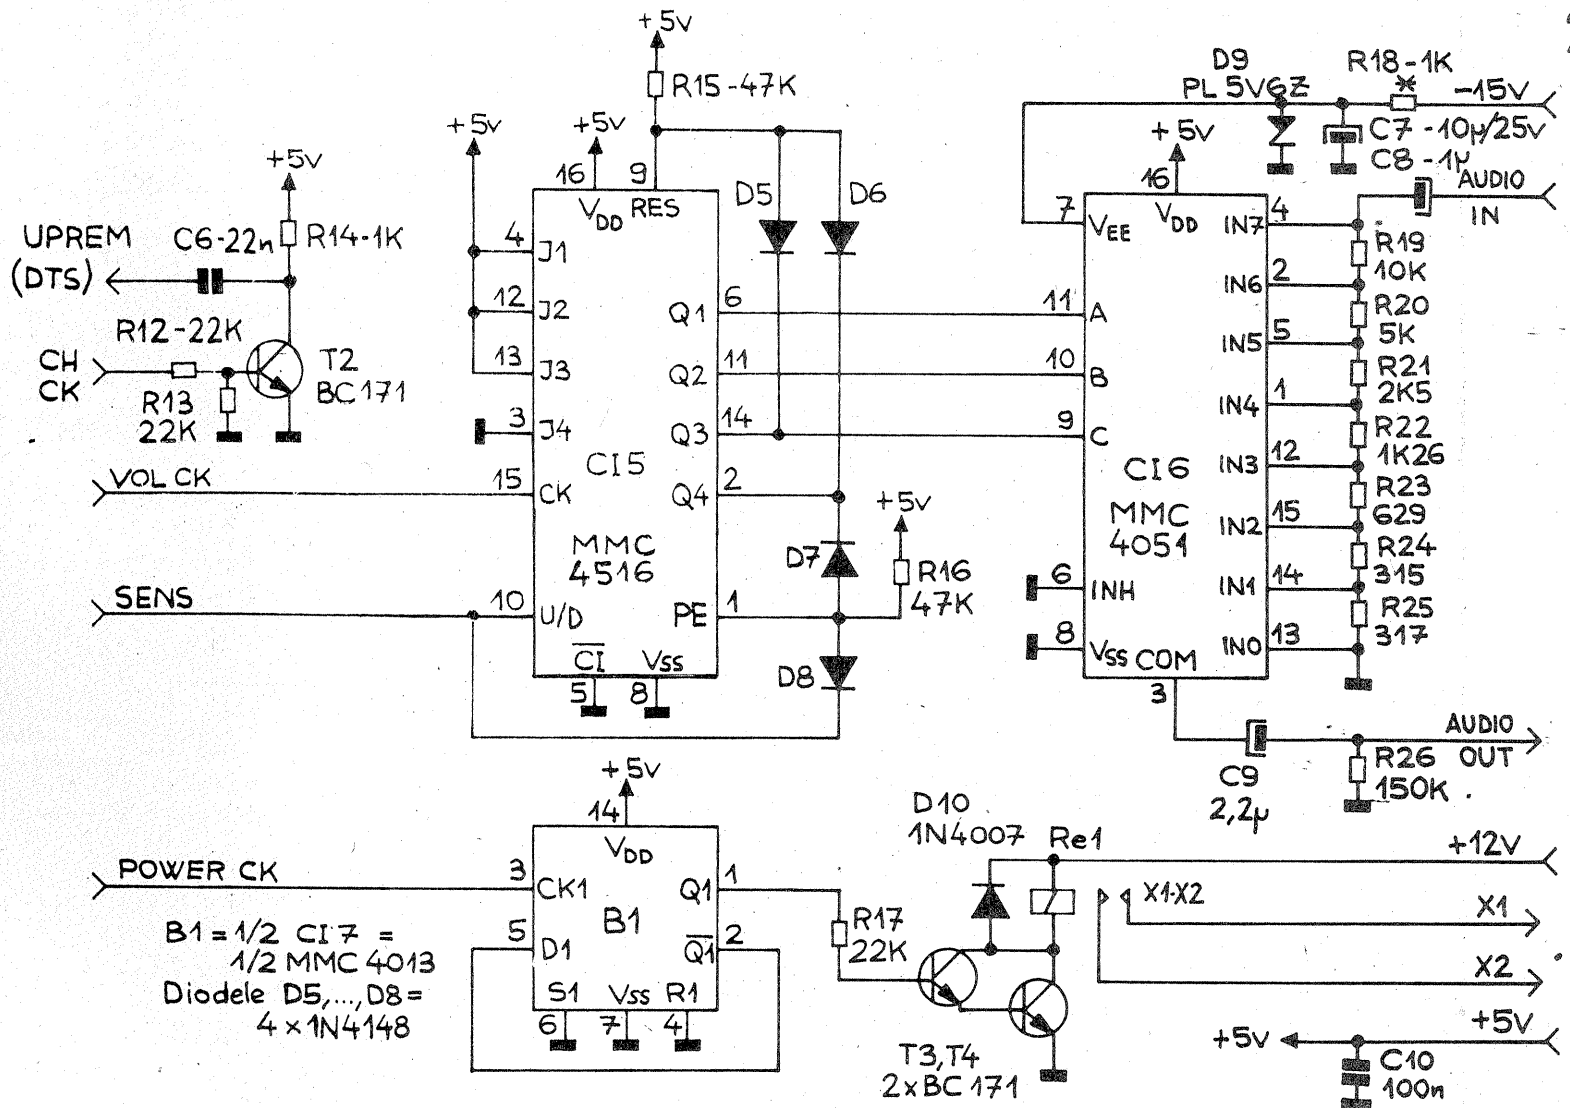 +5v
R15-47K
+5v
+5v
16
9
VDD
RES
+5v
UPREM
(DTS)
C6-22n
R14-1K
R12-22K
CH
CK
R13
22K
T2
BC171
4
J1
12
J2
13
J3
3
J4
VOL CK
15
CK
SENS
10
U/D
CI5
MMC
4516
Q1
6
Q2
11
Q3
14
Q4
2
PE
1
CI
5
VSS
8
D5
D6
D7
D8
+5v
R16
47K
D9
PL5V6Z
R18-1K
*
-15V
C7-10µ/25V
C8-1µ
AUDIO
IN
+5v
16
VDD
7
VEE
11
A
10
B
9
C
CI6
MMC
4051
6
INH
8
VSS
COM
3
IN7
4
IN6
2
IN5
5
IN4
1
IN3
12
IN2
15
IN1
14
IN0
13
R19
10K
R20
5K
R21
2K5
R22
1K26
R23
629
R24
315
R25
317
C9
2,2µ
AUDIO
OUT
R26
150K
+5v
14
VDD
POWER CK
3
CK1
Q1
1
B1
5
D1
Q1
2
S1
6
VSS
7
R1
4
B1=1/2 CI7 =
1/2 MMC 4013
Diodele D5,...,D8=
4x1N4148
R17
22K
D10
1N4007
Re1
T3,T4
2xBC171
X1-X2
+12V
X1
X2
+5V
+5v
C10
100n